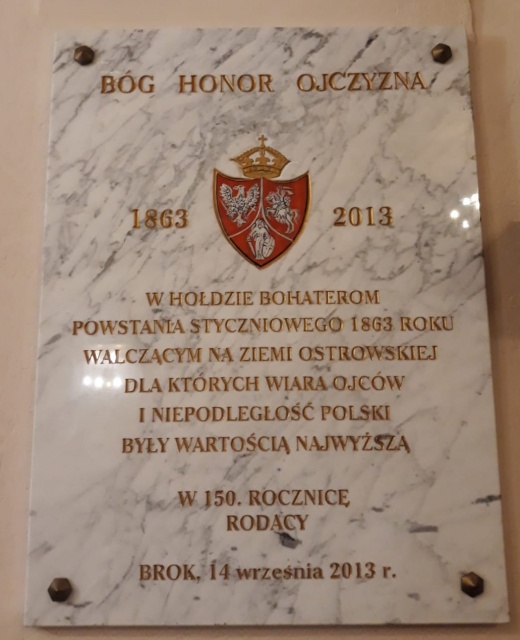 BÓG HONOR OJCZYZNA
1863 2013
W HOŁDZIE BOHATEROM
POWSTANIA STYCZNIOWEGO 1863 ROKU
WALCZĄCYM NA ZIEMI OSTROWSKIEJ
DLA KTÓRYCH WIARA OJCÓW
I NIEPODLEGŁOŚĆ POLSKI
BYŁY WARTOŚCIĄ NAJWYŻSZĄ
W 150. ROCZNICĘ
RODACY
BROK, 14 września 2013 r.